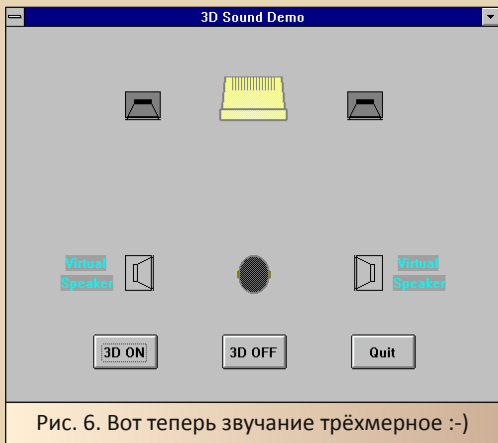 3D Sound Demo
Virtual
Speaker
Virtual
Speaker
3D ON
3D OFF
Quit
Рис. 6. Вот теперь звучание трёхмерное :-)